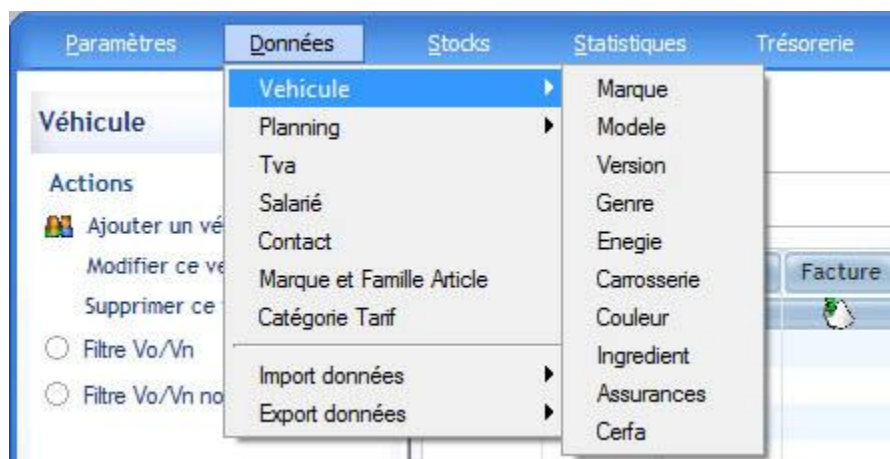 Paramètres Données Stocks Statistiques Trésorerie
Véhicule
Actions
Ajouter un vé
Modifier ce ve
Supprimer ce
Filtre Vo/Vn
Filtre Vo/Vn no
Vehicule
Planning
Tva
Salarié
Contact
Marque et Famille Article
Catégorie Tarif
Import données
Export données
Marque
Modele
Version
Genre
Enegie
Carrosserie
Couleur
Ingredient
Assurances
Cerfa
Facture